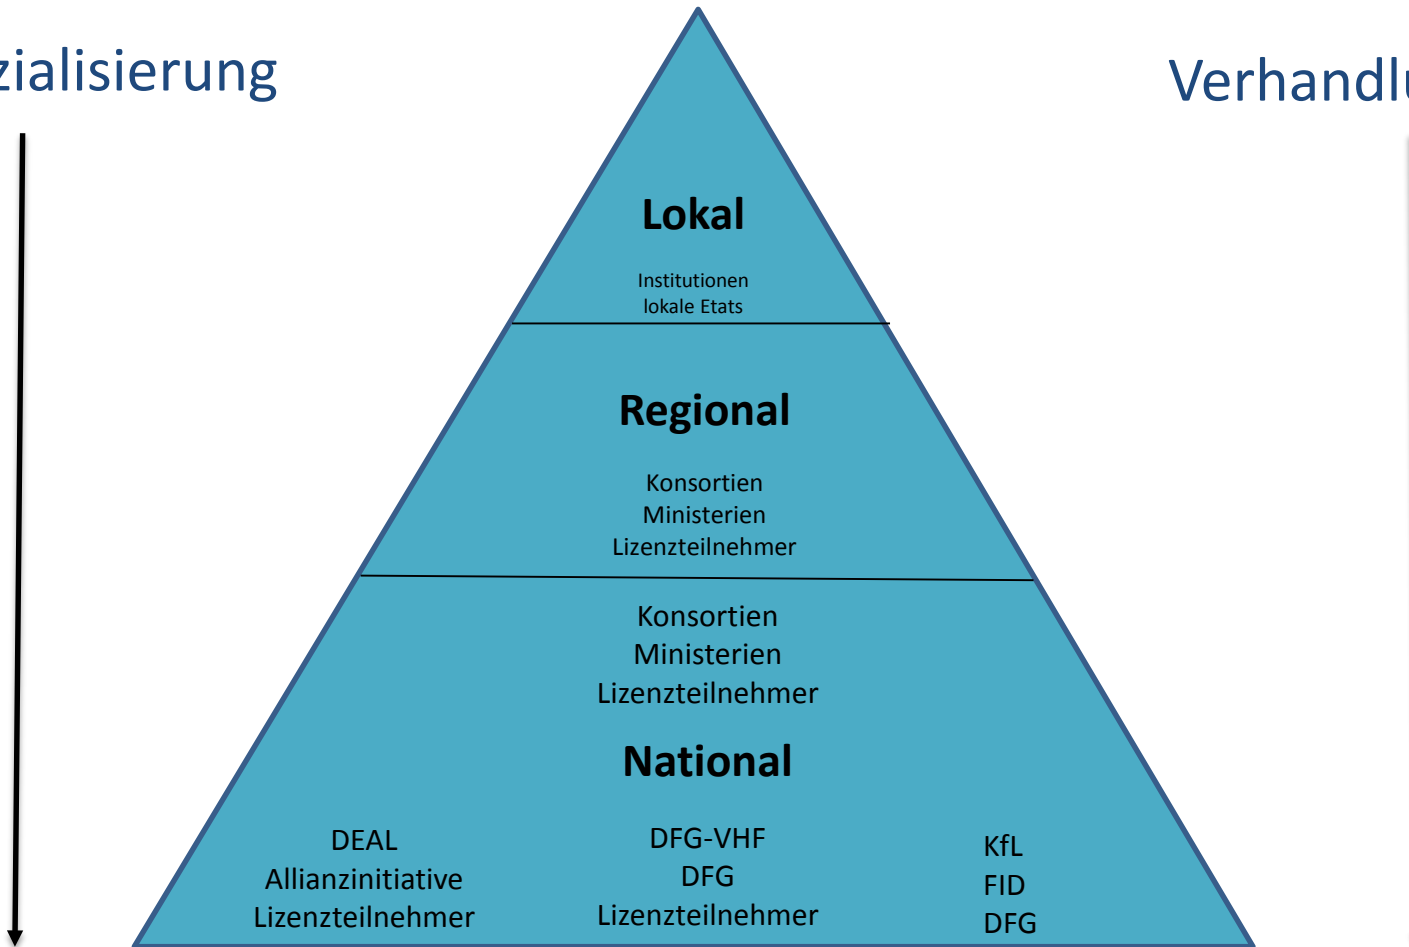 zialisierung
Verhandlu
Lokal
Institutionen
lokale Etats
Regional
Konsortien
Ministerien
Lizenzteilnehmer
Konsortien
Ministerien
Lizenzteilnehmer
National
DEAL
Allianzinitiative
Lizenzteilnehmer
DFG-VHF
DFG
Lizenzteilnehmer
KfL
FID
DFG